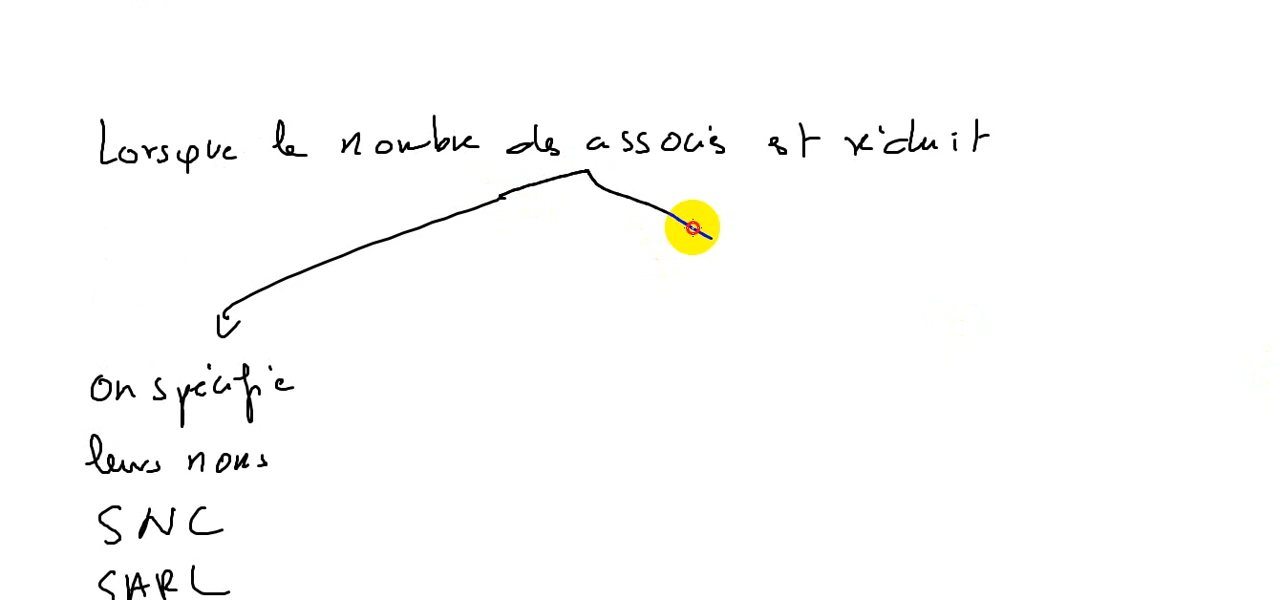 Lorsque le nombre des associés est réduit
on spécifie
leurs noms
SNC
SARL